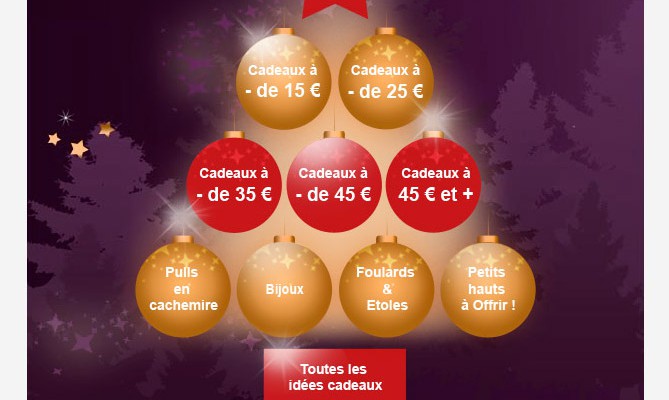 Cadeaux à
- de 15 €
Cadeaux à
- de 25 €
Cadeaux à
- de 35 €
Cadeaux à
- de 45 €
Cadeaux à
45 € et +
Pulls
en
cachemire
Bijoux
Foulards
&
Etoles
Petits
hauts
à Offrir !
Toutes les
idées cadeaux